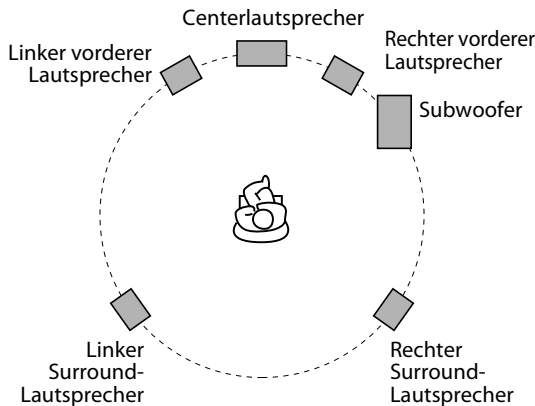 Centerlautsprecher
Linker vorderer
Lautsprecher
Rechter vorderer
Lautsprecher
Subwoofer
Linker
Surround-
Lautsprecher
Rechter
Surround-
Lautsprecher